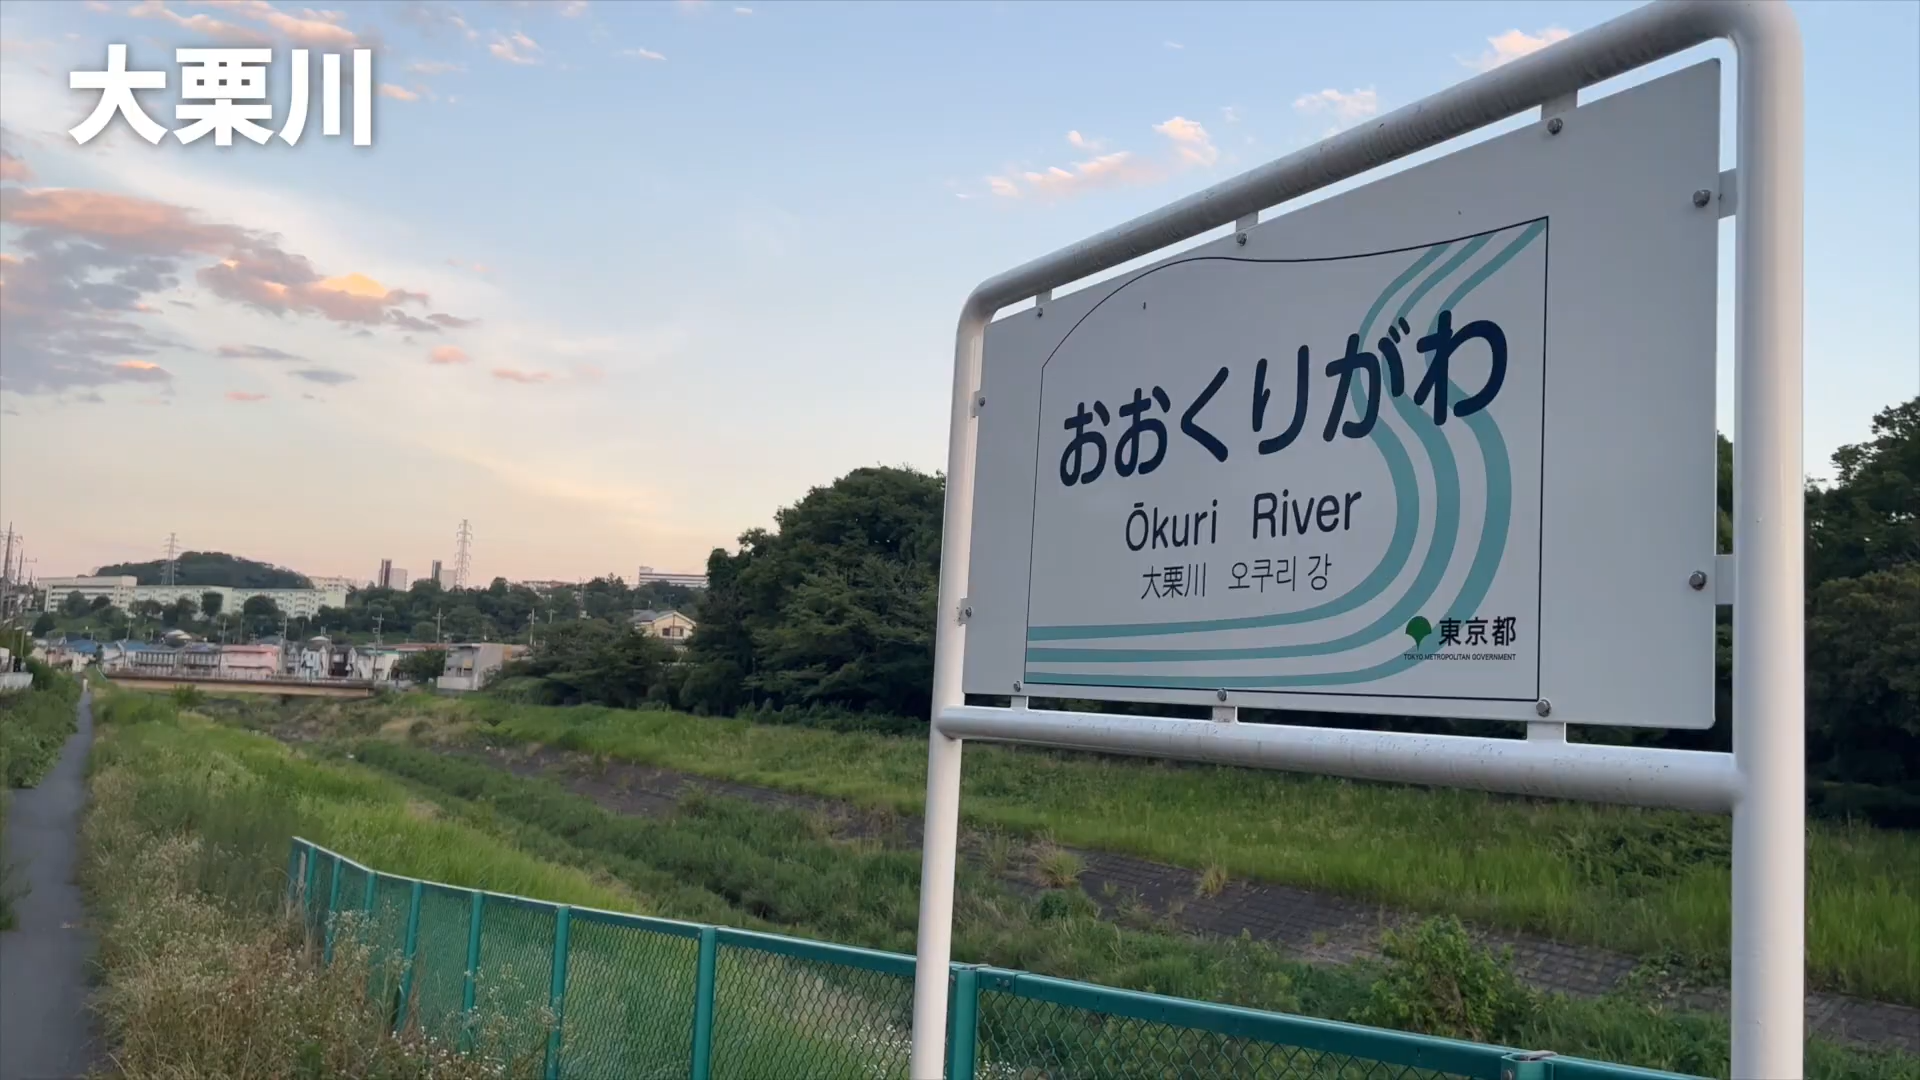 大栗川
おおくりがわ
Ōkuri River
大栗川 오쿠리 강
東京都
TOKYO METROPOLITAN GOVERNMENT